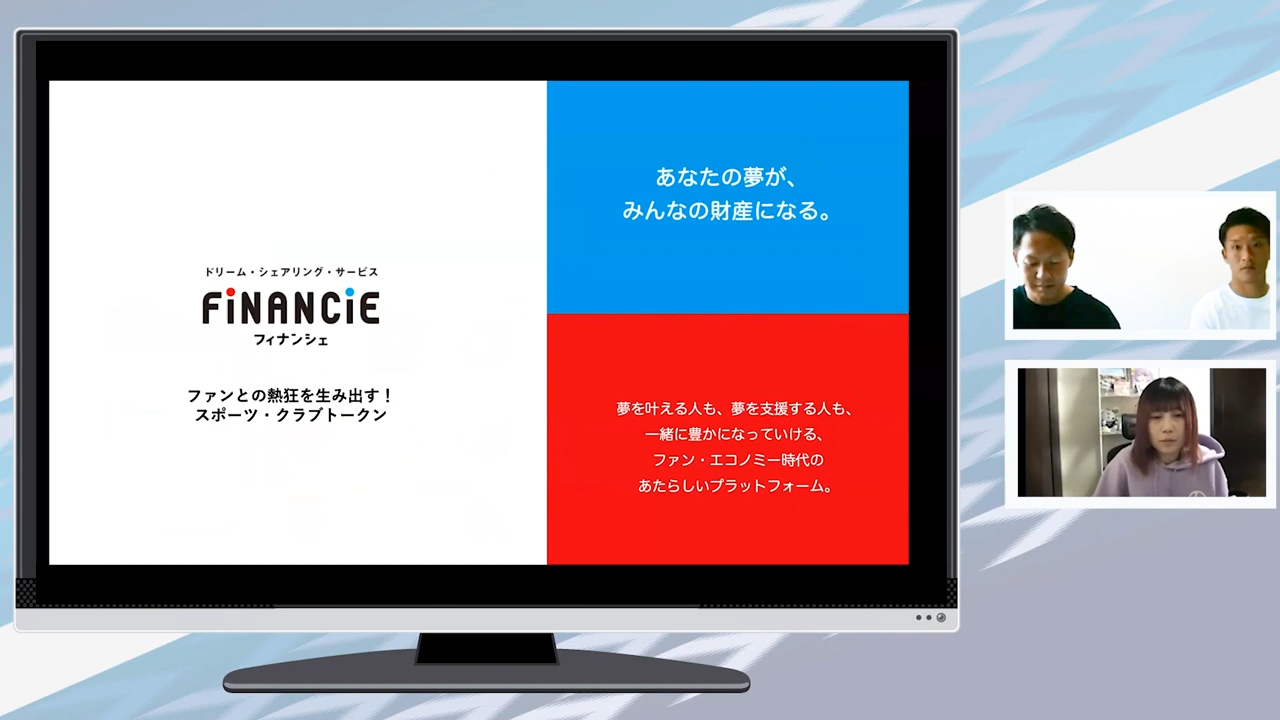 ドリーム・シェアリング・サービス
FiNANCiE
フィナンシェ
ファンとの熱狂を生み出す！
スポーツ・クラブトークン
あなたの夢が、
みんなの財産になる。
夢を叶える人も、夢を支援する人も、
一緒に豊かになっていける、
ファン・エコノミー時代の
あたらしいプラットフォーム。